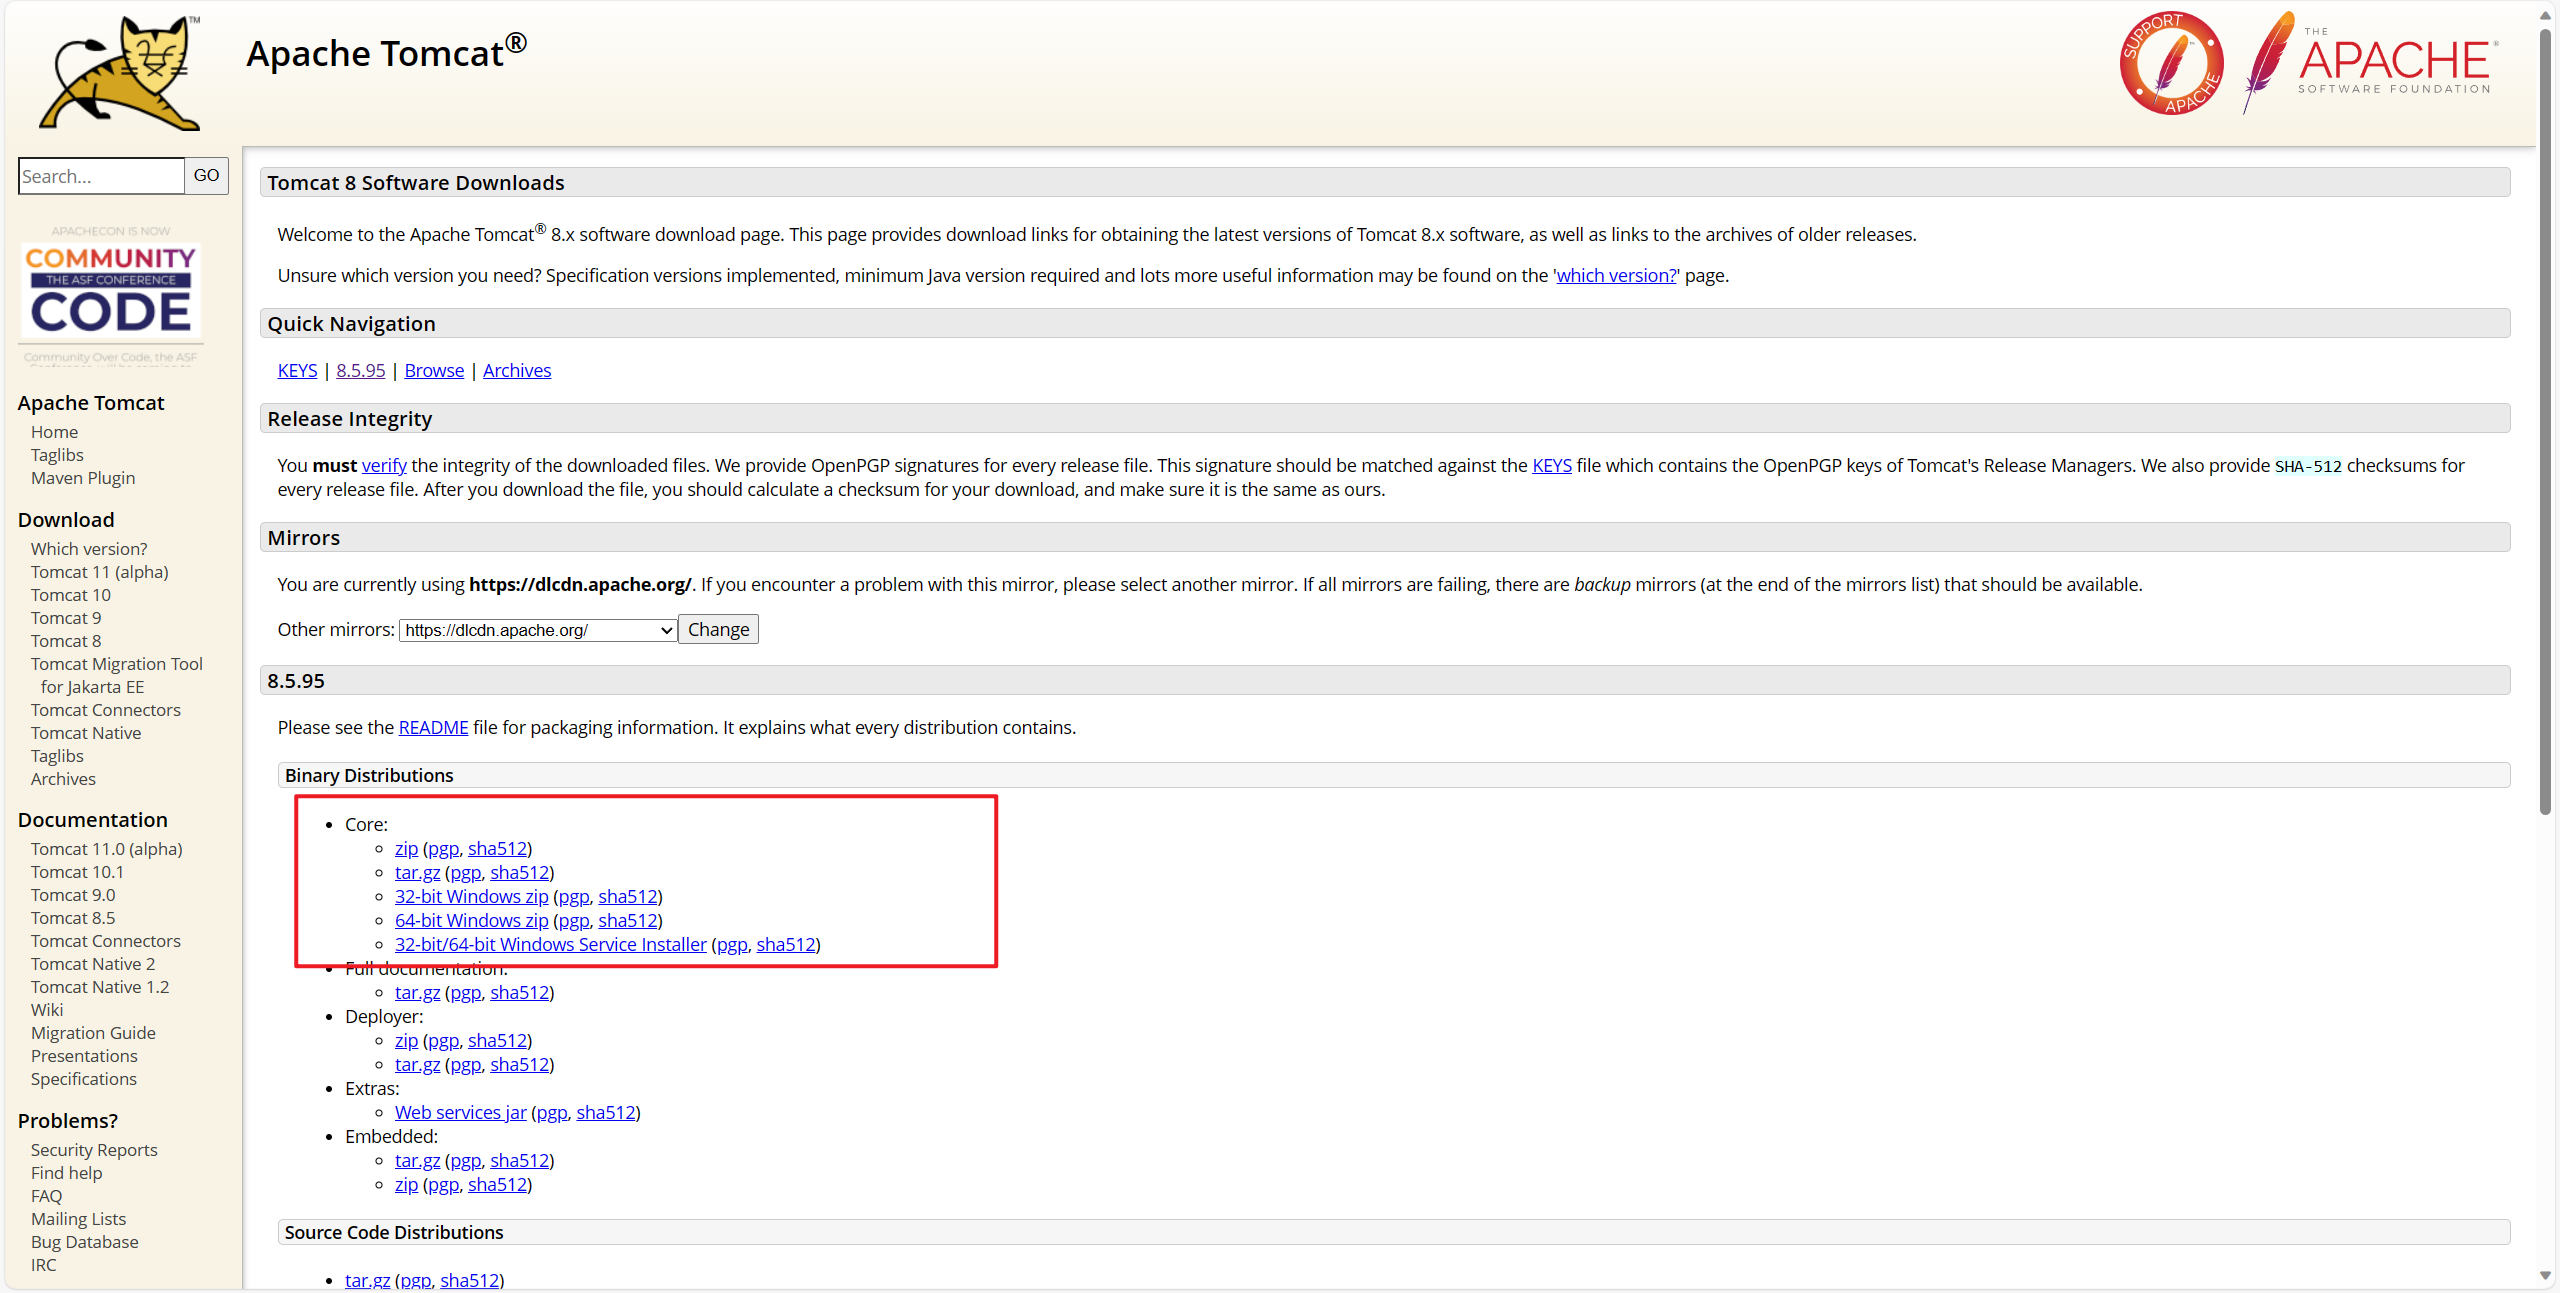 TM
Apache Tomcat®
SUPPORT APACHE
THE
APACHE®
SOFTWARE FOUNDATION
Search... GO
APACHECON IS NOW
COMMUNITY
THE ASF CONFERENCE
CODE
Community Over Code, the ASF
Apache Tomcat
Home
Taglibs
Maven Plugin
Download
Which version?
Tomcat 11 (alpha)
Tomcat 10
Tomcat 9
Tomcat 8
Tomcat Migration Tool
for Jakarta EE
Tomcat Connectors
Tomcat Native
Taglibs
Archives
Documentation
Tomcat 11.0 (alpha)
Tomcat 10.1
Tomcat 9.0
Tomcat 8.5
Tomcat Connectors
Tomcat Native 2
Tomcat Native 1.2
Wiki
Migration Guide
Presentations
Specifications
Problems?
Security Reports
Find help
FAQ
Mailing Lists
Bug Database
IRC
Tomcat 8 Software Downloads
Welcome to the Apache Tomcat® 8.x software download page. This page provides download links for obtaining the latest versions of Tomcat 8.x software, as well as links to the archives of older releases.
Unsure which version you need? Specification versions implemented, minimum Java version required and lots more useful information may be found on the 'which version?' page.
Quick Navigation
KEYS | 8.5.95 | Browse | Archives
Release Integrity
You must verify the integrity of the downloaded files. We provide OpenPGP signatures for every release file. This signature should be matched against the KEYS file which contains the OpenPGP keys of Tomcat's Release Managers. We also provide SHA-512 checksums for
every release file. After you download the file, you should calculate a checksum for your download, and make sure it is the same as ours.
Mirrors
You are currently using https://dlcdn.apache.org/. If you encounter a problem with this mirror, please select another mirror. If all mirrors are failing, there are backup mirrors (at the end of the mirrors list) that should be available.
Other mirrors: https://dlcdn.apache.org/ Change
8.5.95
Please see the README file for packaging information. It explains what every distribution contains.
Binary Distributions
• Core:
◦ zip (pgp, sha512)
◦ tar.gz (pgp, sha512)
◦ 32-bit Windows zip (pgp, sha512)
◦ 64-bit Windows zip (pgp, sha512)
◦ 32-bit/64-bit Windows Service Installer (pgp, sha512)
• Full documentation:
◦ tar.gz (pgp, sha512)
• Deployer:
◦ zip (pgp, sha512)
◦ tar.gz (pgp, sha512)
• Extras:
◦ Web services jar (pgp, sha512)
• Embedded:
◦ tar.gz (pgp, sha512)
◦ zip (pgp, sha512)
Source Code Distributions
• tar.gz (pgp, sha512)